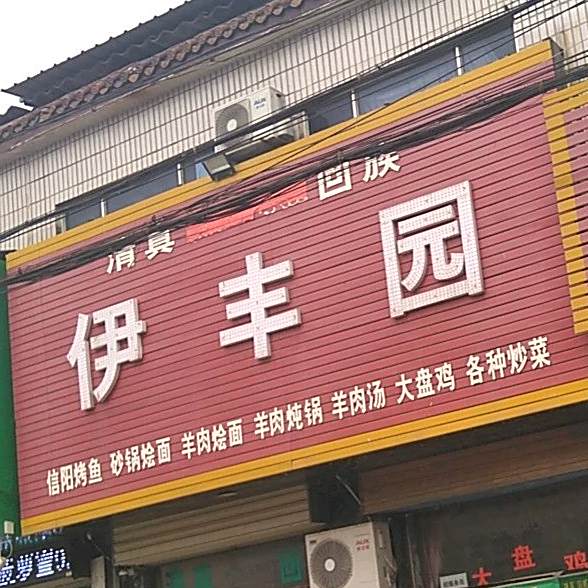 清真 回族
伊丰园
信阳烤鱼 砂锅烩面 羊肉烩面 羊肉炖锅 羊肉汤 大盘鸡 各种炒菜
大盘鸡